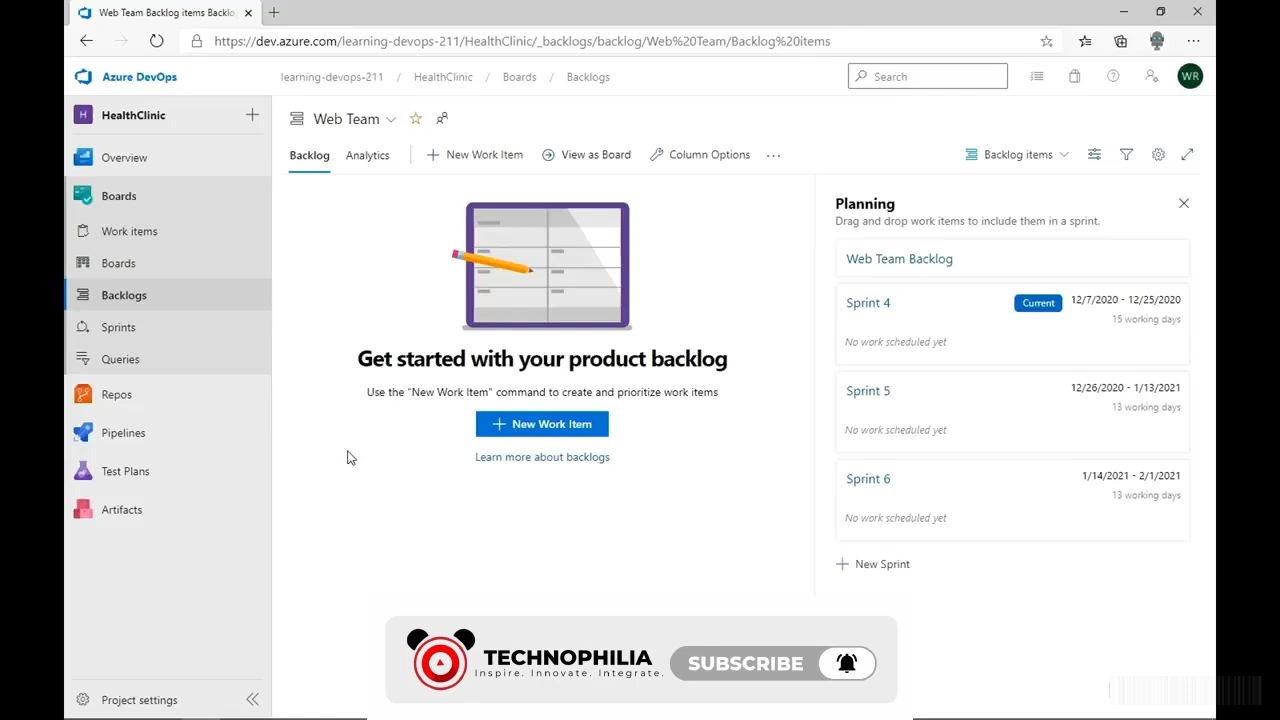 Web Team Backlog items Backlo
https://dev.azure.com/learning-devops-211/HealthClinic/_backlogs/backlog/Web%20Team/Backlog%20items
Azure DevOps
learning-devops-211 / HealthClinic / Boards / Backlogs
Search
WR
H HealthClinic
Web Team
Overview
Boards
Work items
Boards
Backlogs
Sprints
Queries
Repos
Pipelines
Test Plans
Artifacts
Project settings
Backlog Analytics New Work Item View as Board Column Options ... Backlog items
Get started with your product backlog
Use the "New Work Item" command to create and prioritize work items
New Work Item
Learn more about backlogs
Planning
Drag and drop work items to include them in a sprint.
Web Team Backlog
Sprint 4 Current 12/7/2020 - 12/25/2020
15 working days
No work scheduled yet
Sprint 5 12/26/2020 - 1/13/2021
13 working days
No work scheduled yet
Sprint 6 1/14/2021 - 2/1/2021
13 working days
No work scheduled yet
New Sprint
TECHNOPHILIA
Inspire. Innovate. Integrate.
SUBSCRIBE